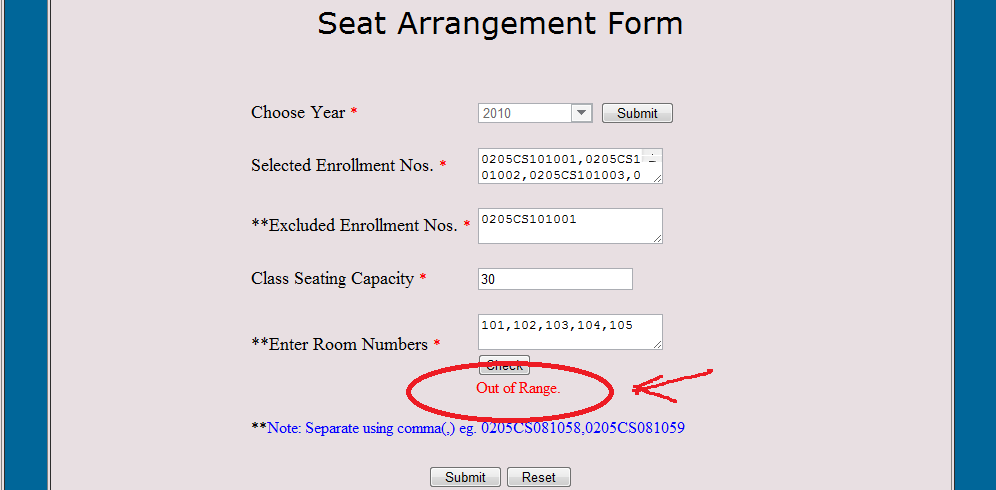 Seat Arrangement Form
Choose Year * 2010 Submit
Selected Enrollment Nos. * 0205CS101001,0205CS1
01002,0205CS101003,0
**Excluded Enrollment Nos. * 0205CS101001
Class Seating Capacity * 30
**Enter Room Numbers * 101,102,103,104,105
Check
Out of Range.
**Note: Separate using comma(,) eg. 0205CS081058,0205CS081059
Submit Reset